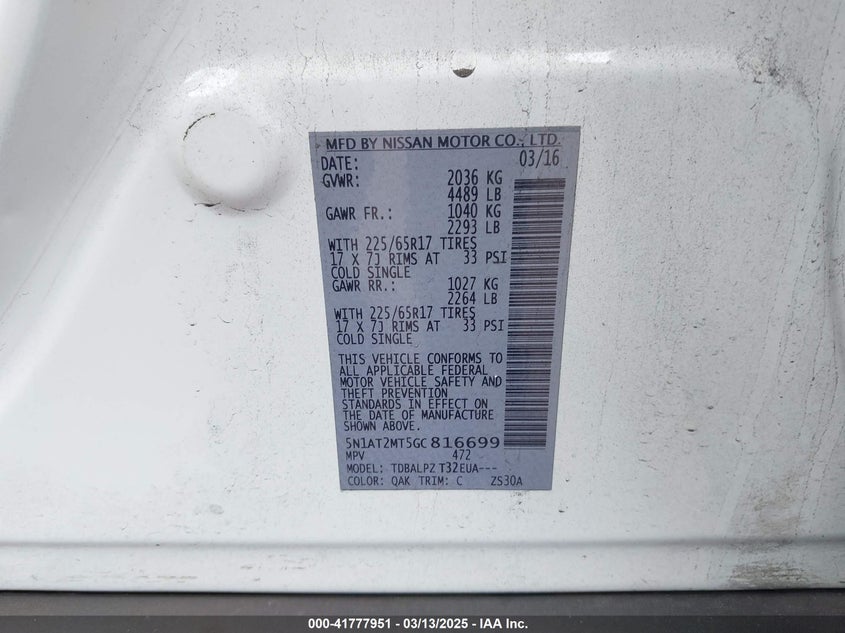 MFD BY NISSAN MOTOR CO., LTD.
DATE: 03/16
GVWR: 2036 KG
4489 LB
GAWR FR.: 1040 KG
2293 LB
WITH 225/65R17 TIRES
17 X 7J RIMS AT 33 PSI
COLD SINGLE
GAWR RR.: 1027 KG
2264 LB
WITH 225/65R17 TIRES
17 X 7J RIMS AT 33 PSI
COLD SINGLE
THIS VEHICLE CONFORMS TO
ALL APPLICABLE FEDERAL
MOTOR VEHICLE SAFETY AND
THEFT PREVENTION
STANDARDS IN EFFECT ON
THE DATE OF MANUFACTURE
SHOWN ABOVE.
5N1AT2MT5GC816699
MPV 472
MODEL: TDBALPZ T32EUA---
COLOR: QAK TRIM: C ZS30A
000-41777951 - 03/13/2025 - IAA Inc.